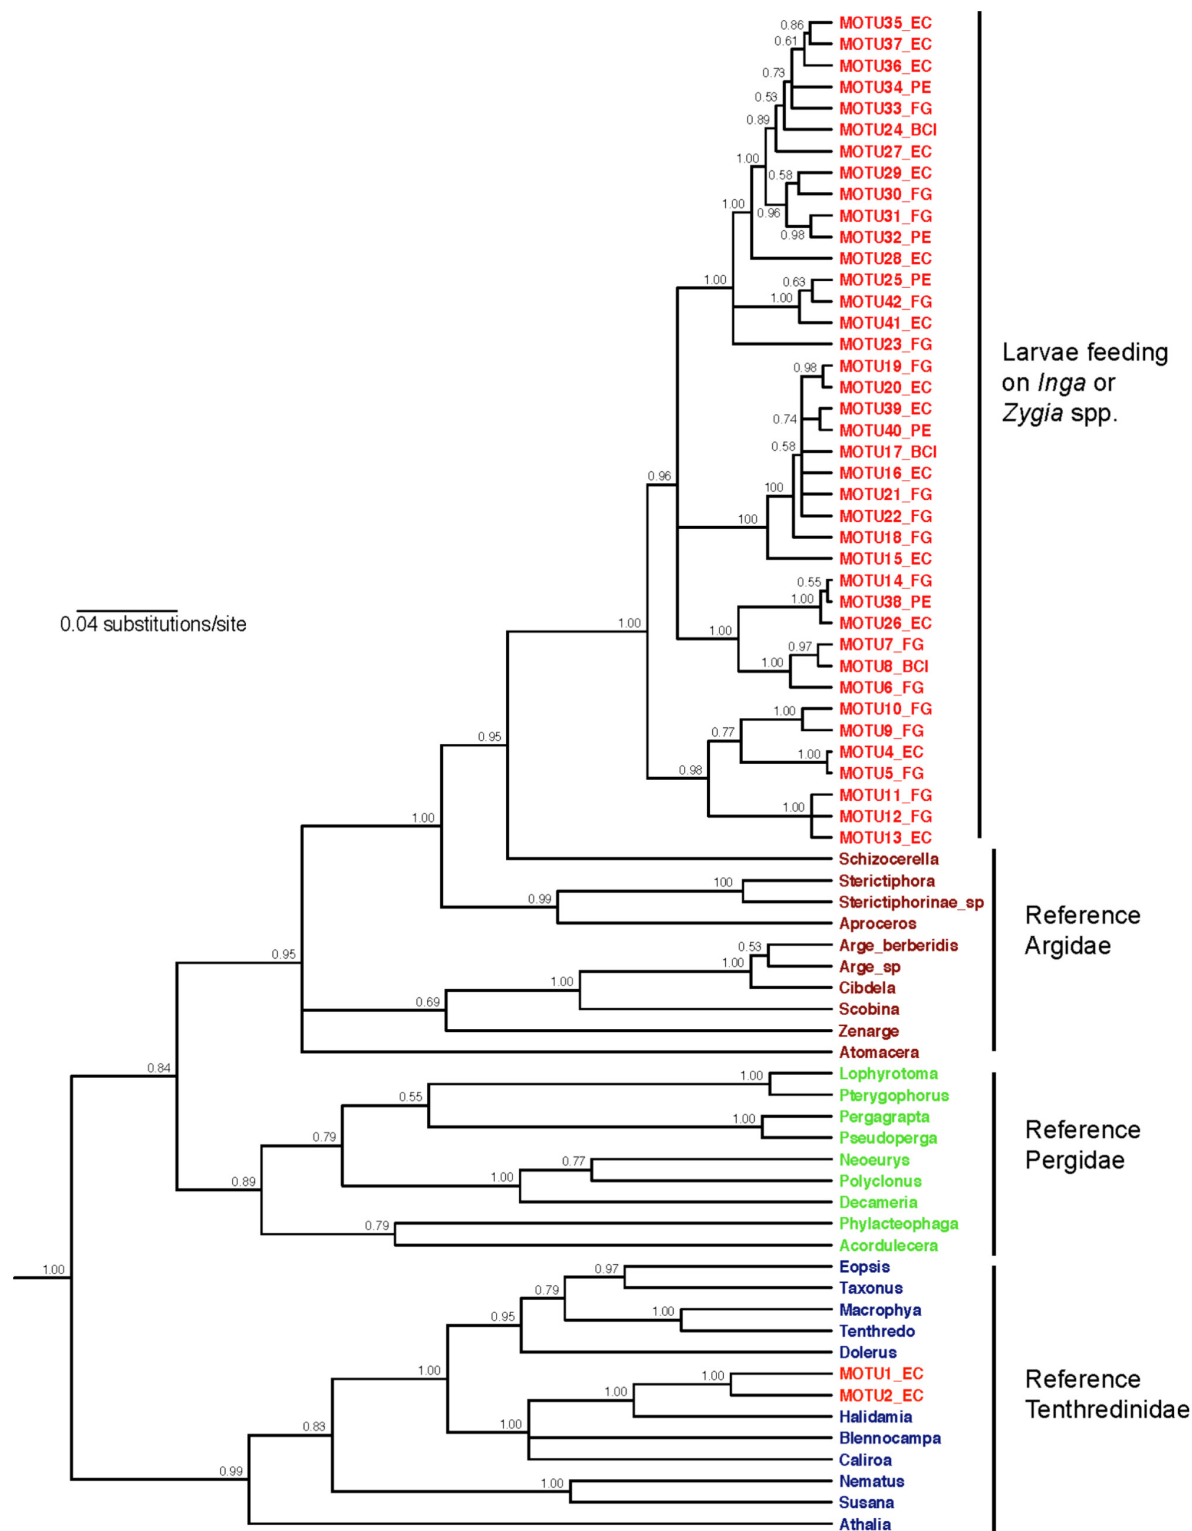 0.86
MOTU35_EC
0.61
MOTU37_EC
MOTU36_EC
0.73
MOTU34_PE
0.53
MOTU33_FG
0.89
MOTU24_BCI
MOTU27_EC
1.00
0.58
MOTU29_EC
MOTU30_FG
1.00
0.96
MOTU31_FG
0.98
MOTU32_PE
MOTU28_EC
1.00
0.63
MOTU25_PE
1.00
MOTU42_FG
MOTU41_EC
MOTU23_FG
0.98
MOTU19_FG
MOTU20_EC
0.74
MOTU39_EC
MOTU40_PE
0.58
MOTU17_BCI
MOTU16_EC
0.96
100
MOTU21_FG
100
MOTU22_FG
MOTU18_FG
MOTU15_EC
0.55
MOTU14_FG
1.00
MOTU38_PE
MOTU26_EC
1.00
1.00
0.97
MOTU7_FG
1.00
MOTU8_BCI
MOTU6_FG
1.00
MOTU10_FG
0.77
MOTU9_FG
1.00
MOTU4_EC
0.98
MOTU5_FG
MOTU11_FG
1.00
MOTU12_FG
MOTU13_EC
Larvae feeding
on Inga or
Zygia spp.
0.04 substitutions/site
0.95
Schizocerella
1.00
100
Sterictiphora
0.99
Sterictiphorinae_sp
Aproceros
0.95
0.53
Arge_berberidis
1.00
Arge_sp
1.00
Cibdela
0.69
Scobina
Zenarge
Atomacera
Reference
Argidae
0.84
1.00
Lophyrotoma
0.55
Pterygophorus
1.00
Pergagrapta
0.79
Pseudoperga
0.77
Neoeurys
1.00
Polyclonus
0.89
Decameria
0.79
Phylacteophaga
Acordulecera
Reference
Pergidae
1.00
0.97
Eopsis
0.79
Taxonus
0.95
1.00
Macrophya
Tenthredo
Dolerus
1.00
1.00
MOTU1_EC
1.00
MOTU2_EC
1.00
Halidamia
0.83
Blennocampa
Caliroa
0.99
1.00
Nematus
Susana
Athalia
Reference
Tenthredinidae